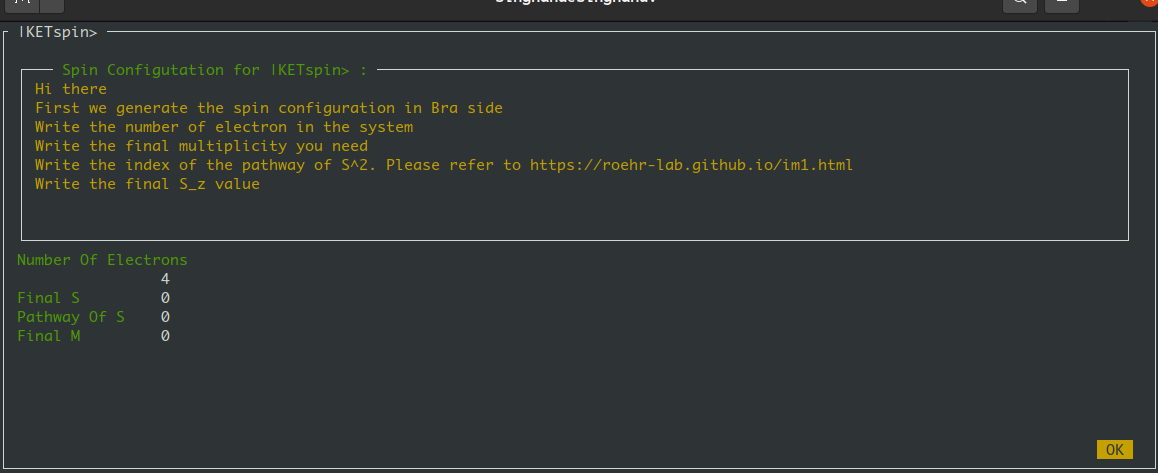 |KETspin>
Spin Configutation for |KETspin> :
Hi there
First we generate the spin configuration in Bra side
Write the number of electron in the system
Write the final multiplicity you need
Write the index of the pathway of S^2. Please refer to https://roehr-lab.github.io/im1.html
Write the final S_z value
Number Of Electrons
4
Final S 0
Pathway Of S 0
Final M 0
OK